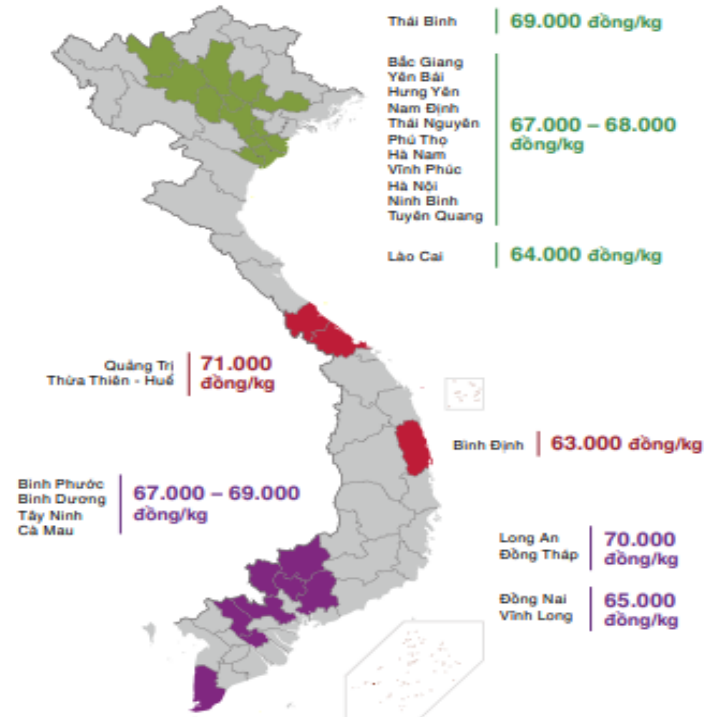 Thái Bình
69.000 đồng/kg
Bắc Giang
Yên Bái
Hưng Yên
Nam Định
Thái Nguyên
Phú Thọ
Hà Nam
Vĩnh Phúc
Hà Nội
Ninh Bình
Tuyên Quang
67.000 – 68.000
đồng/kg
Lào Cai
64.000 đồng/kg
Quảng Trị
Thừa Thiên - Huế
71.000
đồng/kg
Bình Định
63.000 đồng/kg
Bình Phước
Bình Dương
Tây Ninh
Cà Mau
67.000 – 69.000
đồng/kg
Long An
Đồng Tháp
70.000
đồng/kg
Đồng Nai
Vĩnh Long
65.000
đồng/kg